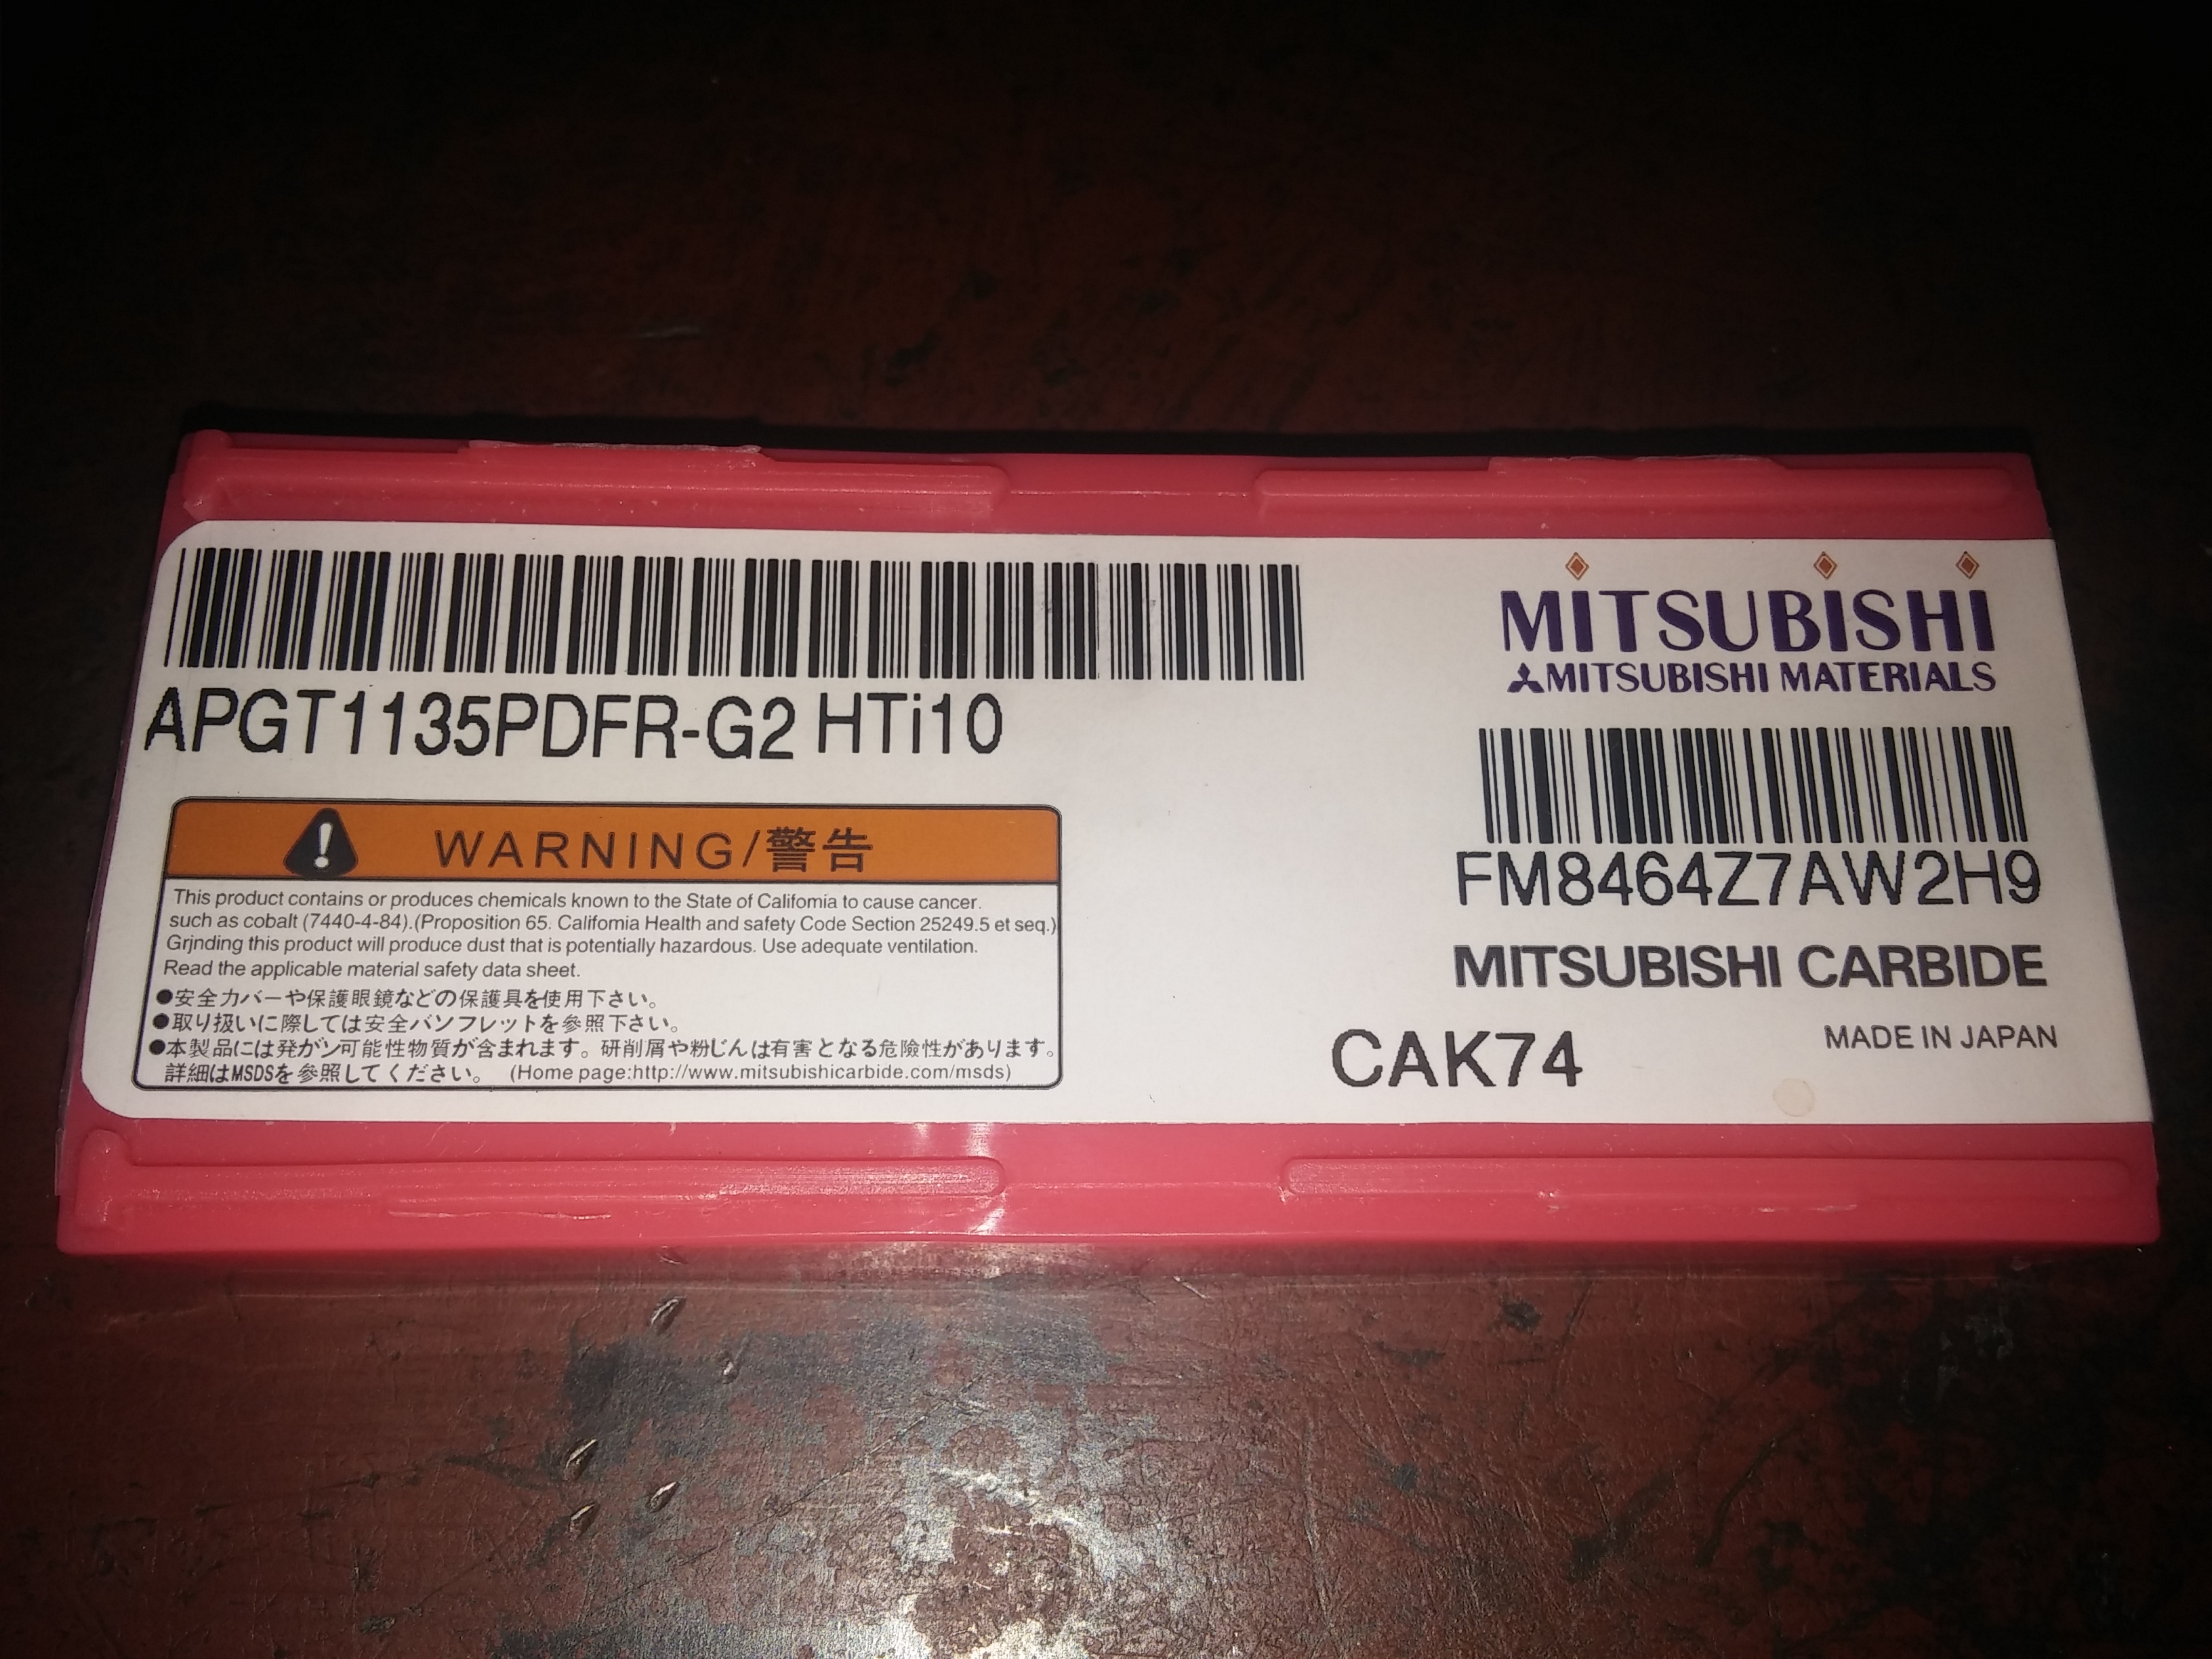 APGT1135PDFR-G2 HTi10
WARNING/警告
This product contains or produces chemicals known to the State of California to cause cancer.
such as cobalt (7440-4-84).(Proposition 65. California Health and safety Code Section 25249.5 et seq.)
Grjnding this product will produce dust that is potentially hazardous. Use adequate ventilation.
Read the applicable material safety data sheet.
●安全カバーや保護眼鏡などの保護具を使用下さい。
●取り扱いに際しては安全バンフレットを参照下さい。
●本製品には発がン可能性物質が含まれます。研削屑や粉じんは有害となる危険性があります。
詳細はMSDSを参照してください。 (Home page:http://www.mitsubishicarbide.com/msds)
MITSUBISHI
MITSUBISHI MATERIALS
FM8464Z7AW2H9
MITSUBISHI CARBIDE
MADE IN JAPAN
CAK74